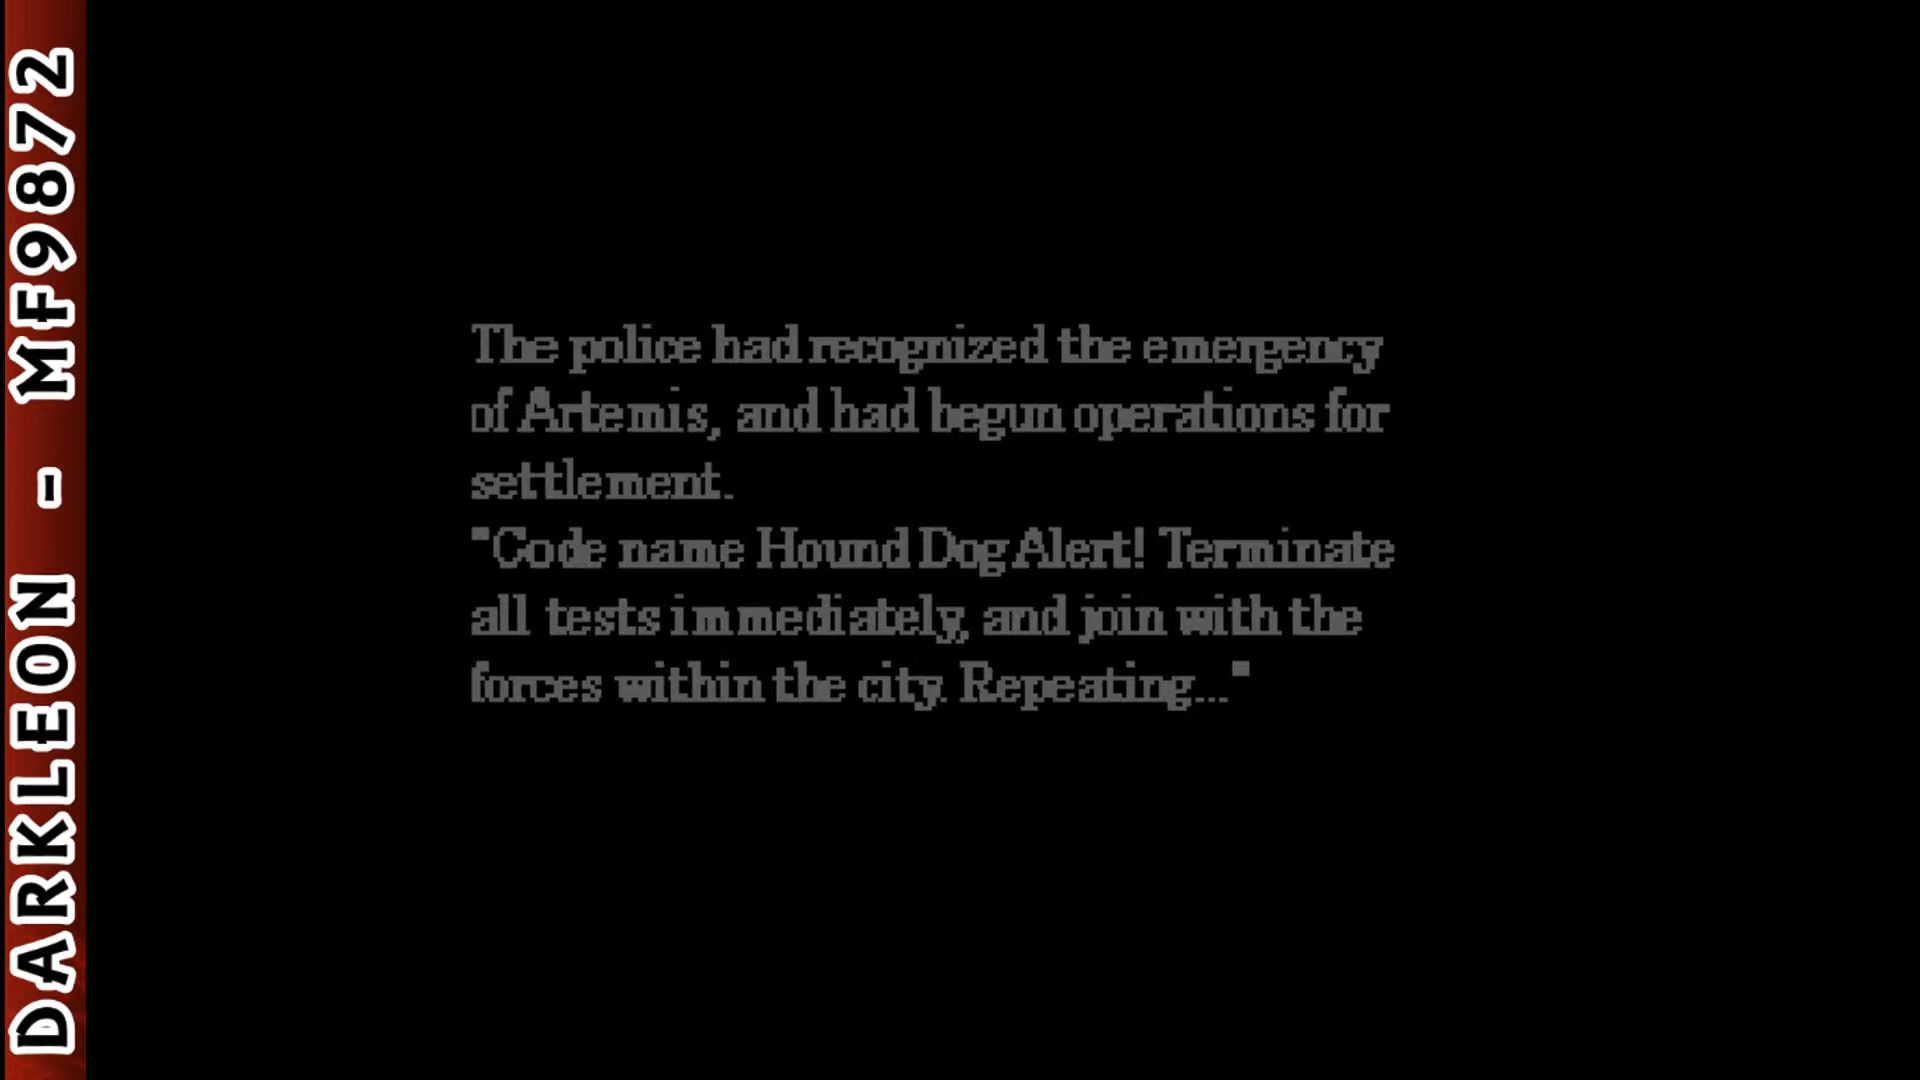 DARKLEON - MF9872
The police had recognized the emergency
of Artemis, and had begun operations for
settlement.
"Code name Hound Dog Alert! Terminate
all tests immediately, and join with the
forces within the city. Repeating..."